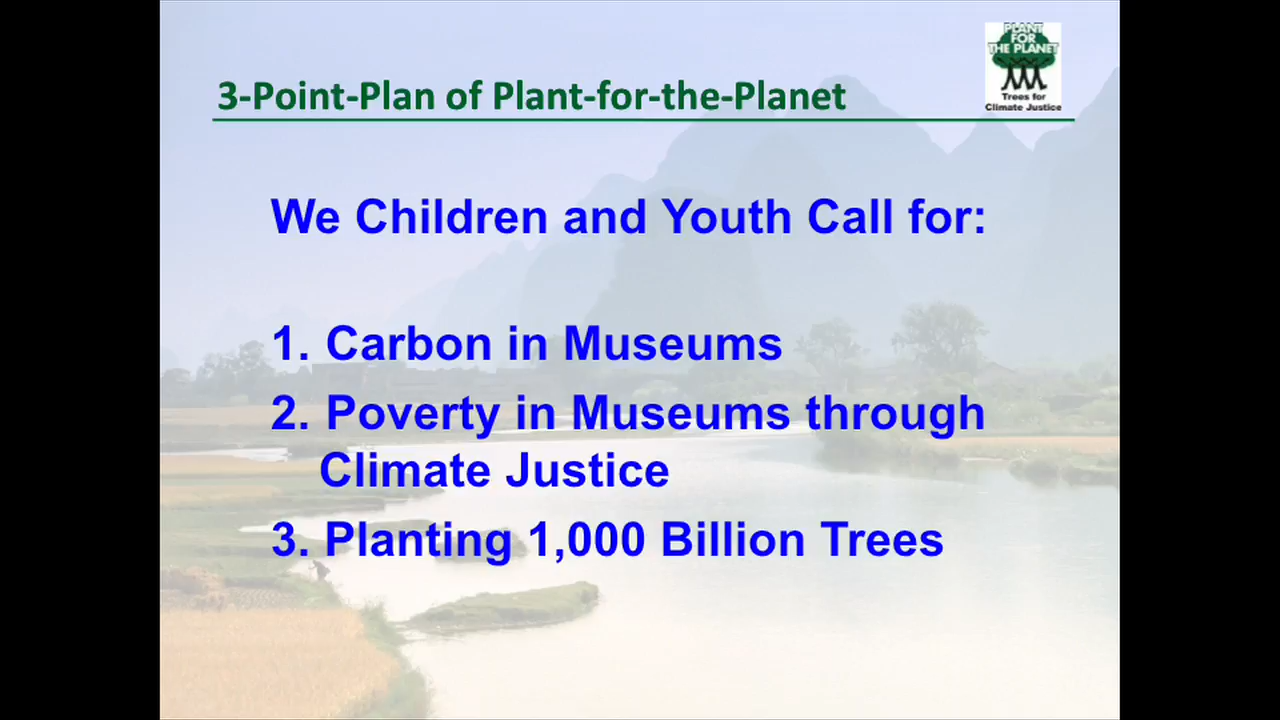 3-Point-Plan of Plant-for-the-Planet
PLANT
FOR
THE PLANET
Trees for
Climate Justice
We Children and Youth Call for:
1. Carbon in Museums
2. Poverty in Museums through
Climate Justice
3. Planting 1,000 Billion Trees